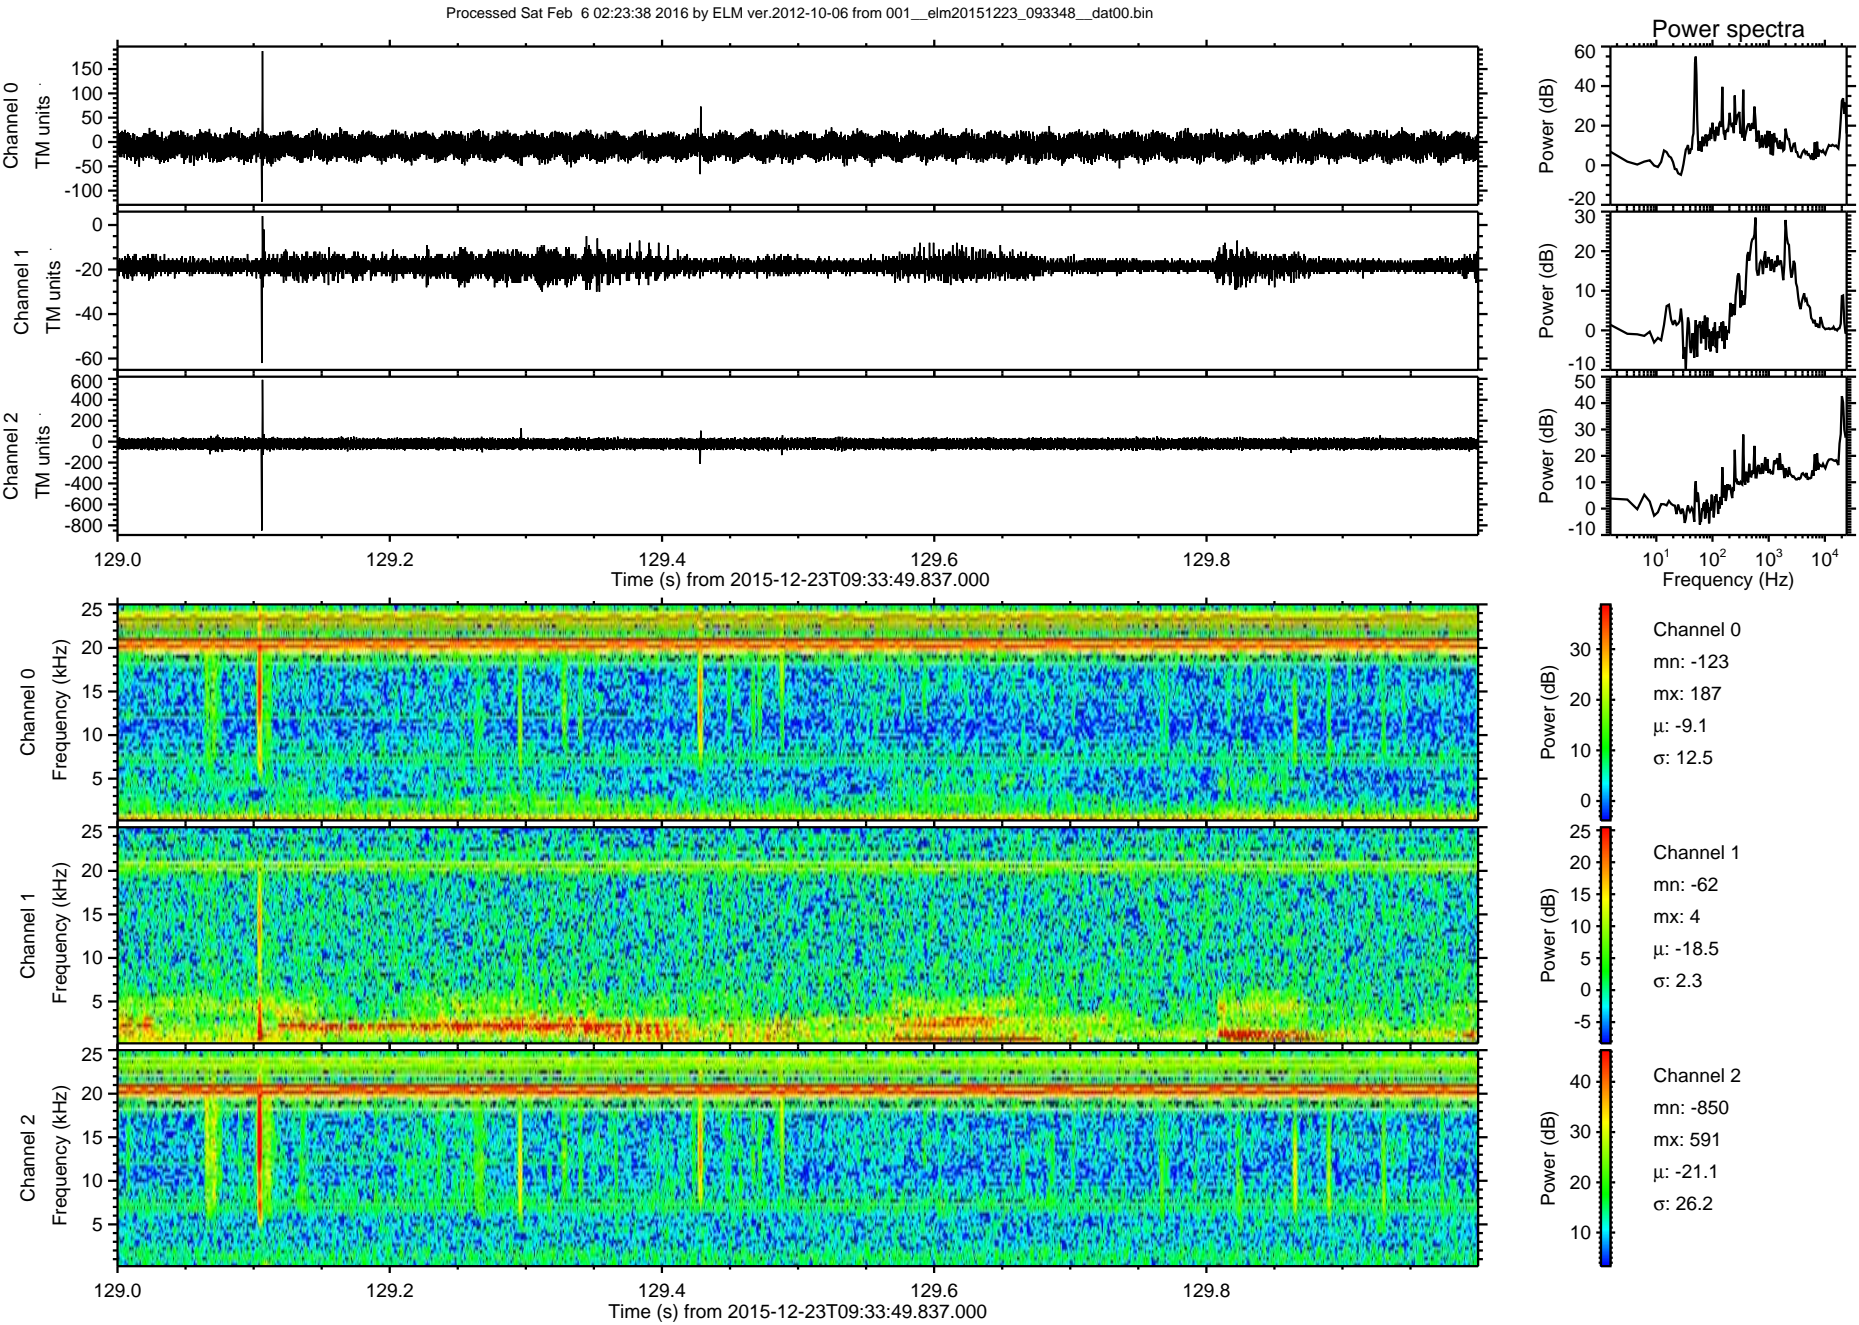 Processed Sat Feb  6 02:23:38 2016 by ELM ver.2012-10-06 from 001__elm20151223_093348__dat00.bin
Power spectra
Channel 0
TM units
150
100
50
0
-50
-100
Power (dB)
60
40
20
0
-20
Channel 1
TM units
0
-20
-40
-60
Power (dB)
30
20
10
0
-10
Channel 2
TM units
600
400
200
0
-200
-400
-600
-800
Power (dB)
50
40
30
20
10
0
-10
129.0 129.2 129.4 129.6 129.8
Time (s) from 2015-12-23T09:33:49.837.000
10¹ 10² 10³ 10⁴
Frequency (Hz)
Channel 0
Frequency (kHz)
25
20
15
10
5
Power (dB)
30
20
10
0
Channel 0
mn: -123
mx: 187
μ: -9.1
σ: 12.5
Channel 1
Frequency (kHz)
25
20
15
10
5
Power (dB)
25
20
15
10
5
0
-5
Channel 1
mn: -62
mx: 4
μ: -18.5
σ: 2.3
Channel 2
Frequency (kHz)
25
20
15
10
5
Power (dB)
40
30
20
10
Channel 2
mn: -850
mx: 591
μ: -21.1
σ: 26.2
129.0 129.2 129.4 129.6 129.8
Time (s) from 2015-12-23T09:33:49.837.000